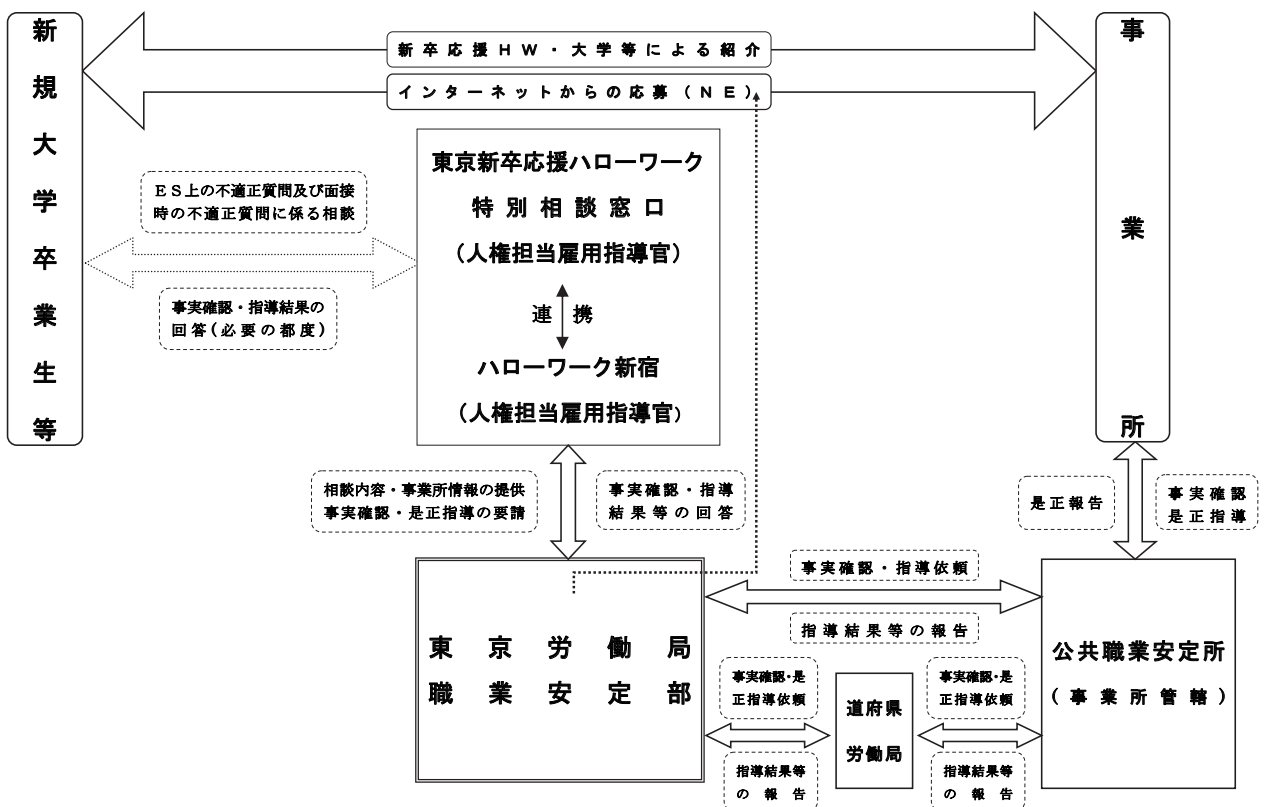 新規大学卒業生等
新卒応援HW・大学等による紹介
インターネットからの応募(NE)
事業所
東京新卒応援ハローワーク
特別相談窓口
(人権担当雇用指導官)
連携
ハローワーク新宿
(人権担当雇用指導官)
ES上の不適正質問及び面接
時の不適正質問に係る相談
事実確認・指導結果の
回答(必要の都度)
相談内容・事業所情報の提供
事実確認・是正指導の要請
事実確認・指導
結果等の回答
是正報告
事実確認
是正指導
東京労働局
職業安定部
事実確認・指導依頼
指導結果等の報告
事実確認・是
正指導依頼
指導結果等
の報告
道府県
労働局
事実確認・是
正指導依頼
指導結果等
の報告
公共職業安定所
(事業所管轄)